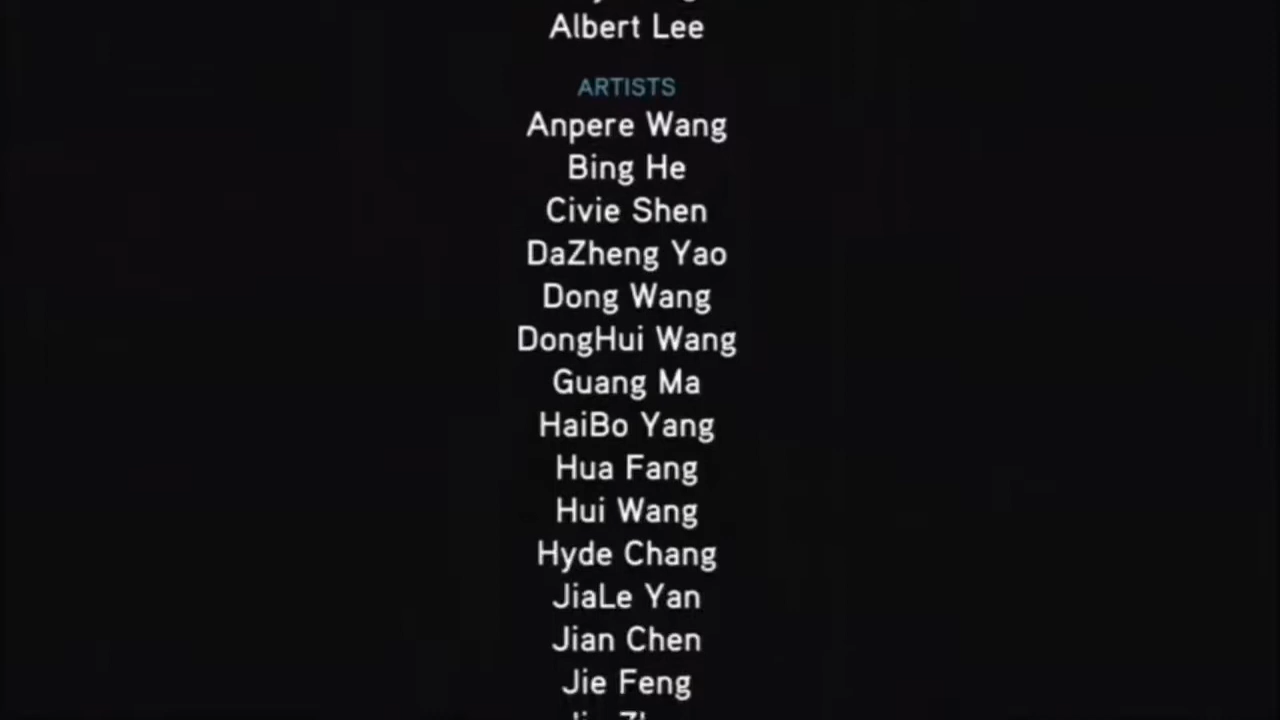 Albert Lee
ARTISTS
Anpere Wang
Bing He
Civie Shen
DaZheng Yao
Dong Wang
DongHui Wang
Guang Ma
HaiBo Yang
Hua Fang
Hui Wang
Hyde Chang
JiaLe Yan
Jian Chen
Jie Feng